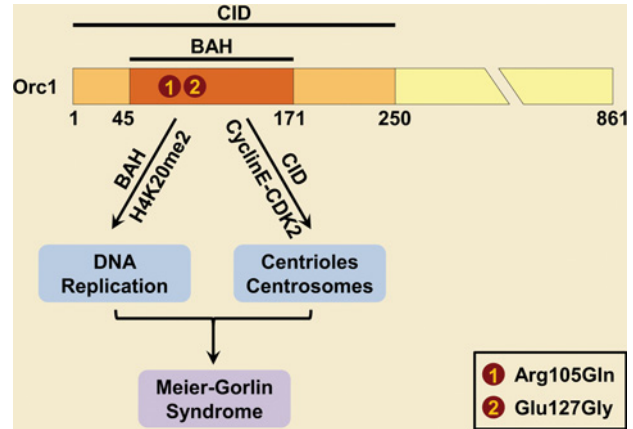 CID
BAH
Orc1
1 2
1 45 171 250 861
BAH
H4K20me2
CID
CyclinE-CDK2
DNA
Replication
Centrioles
Centrosomes
Meier-Gorlin
Syndrome
1 Arg105Gln
2 Glu127Gly